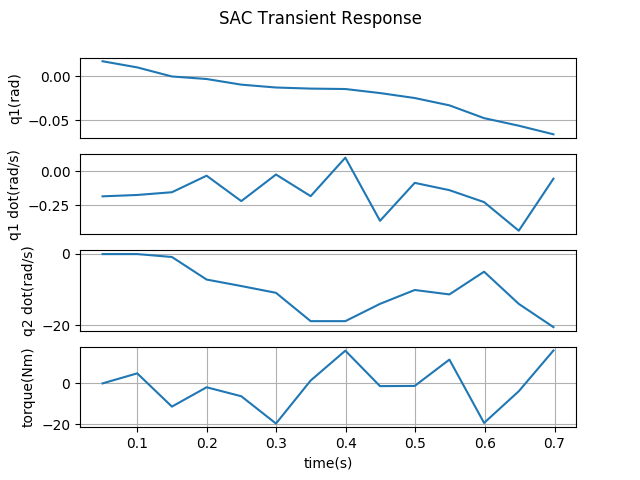 SAC Transient Response
q1(rad)
0.00
−0.05
q1 dot(rad/s)
0.00
−0.25
q2 dot(rad/s)
0
−20
torque(Nm)
0
−20
0.1 0.2 0.3 0.4 0.5 0.6 0.7
time(s)